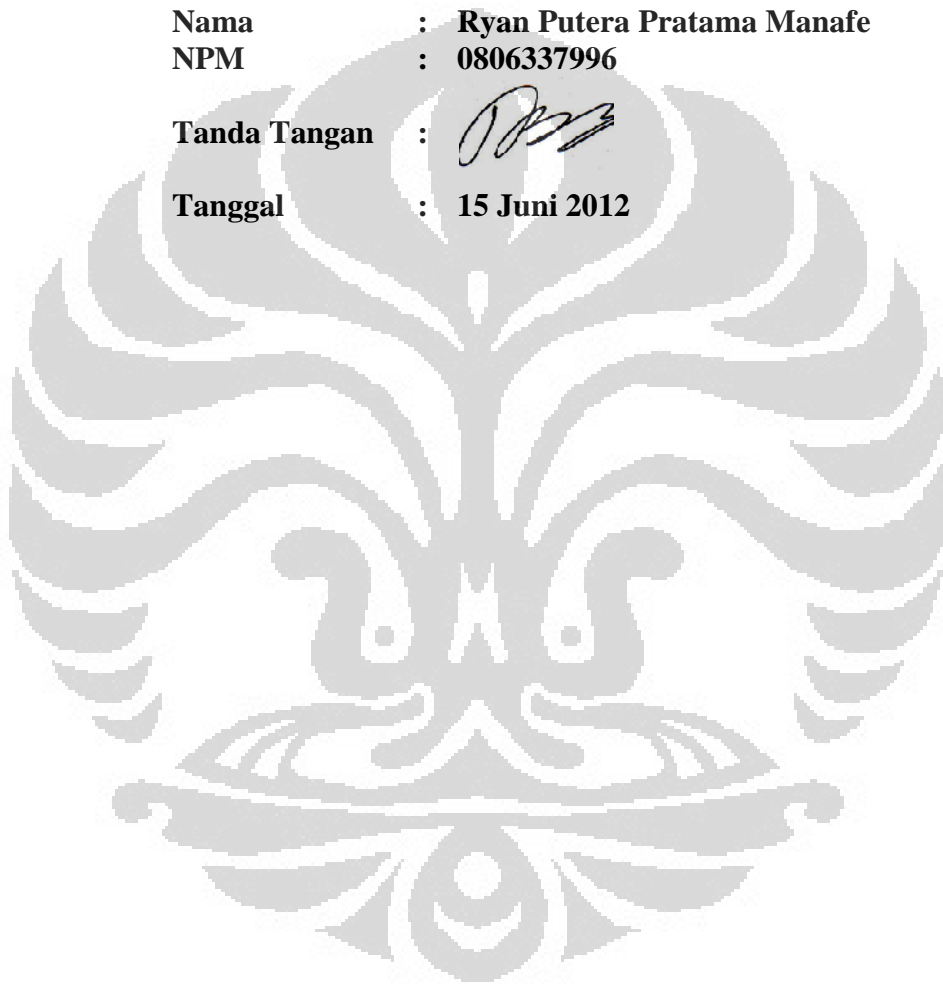 Nama : Ryan Putera Pratama Manafe
NPM : 0806337996
Tanda Tangan :
Tanggal : 15 Juni 2012